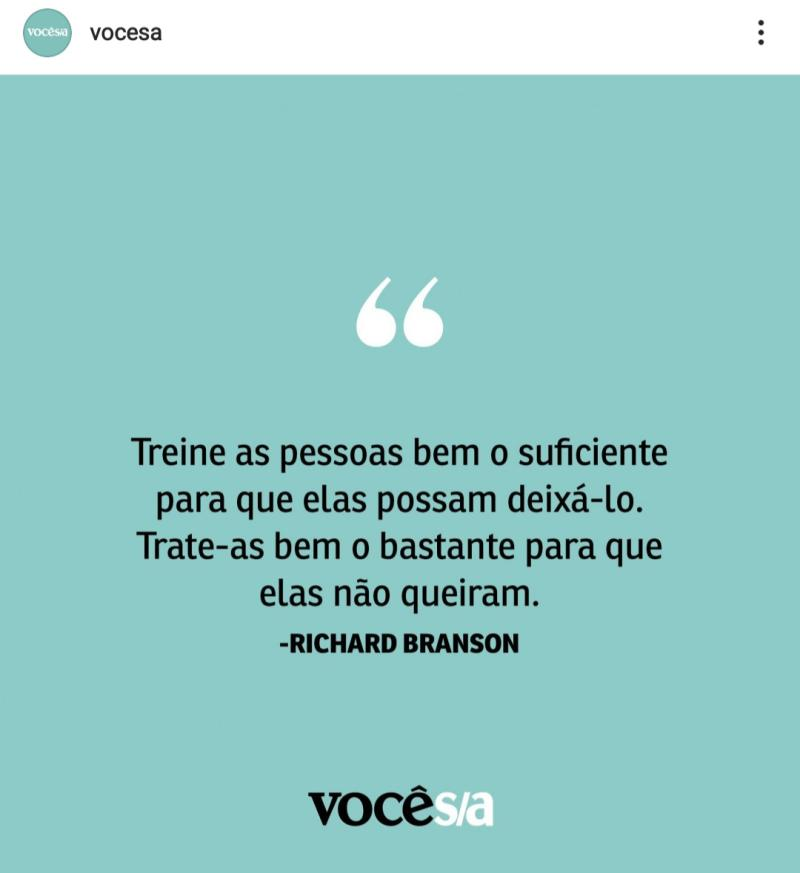 vocês/a
vocesa
“
Treine as pessoas bem o suficiente
para que elas possam deixá-lo.
Trate-as bem o bastante para que
elas não queiram.
-RICHARD BRANSON
vocês/a